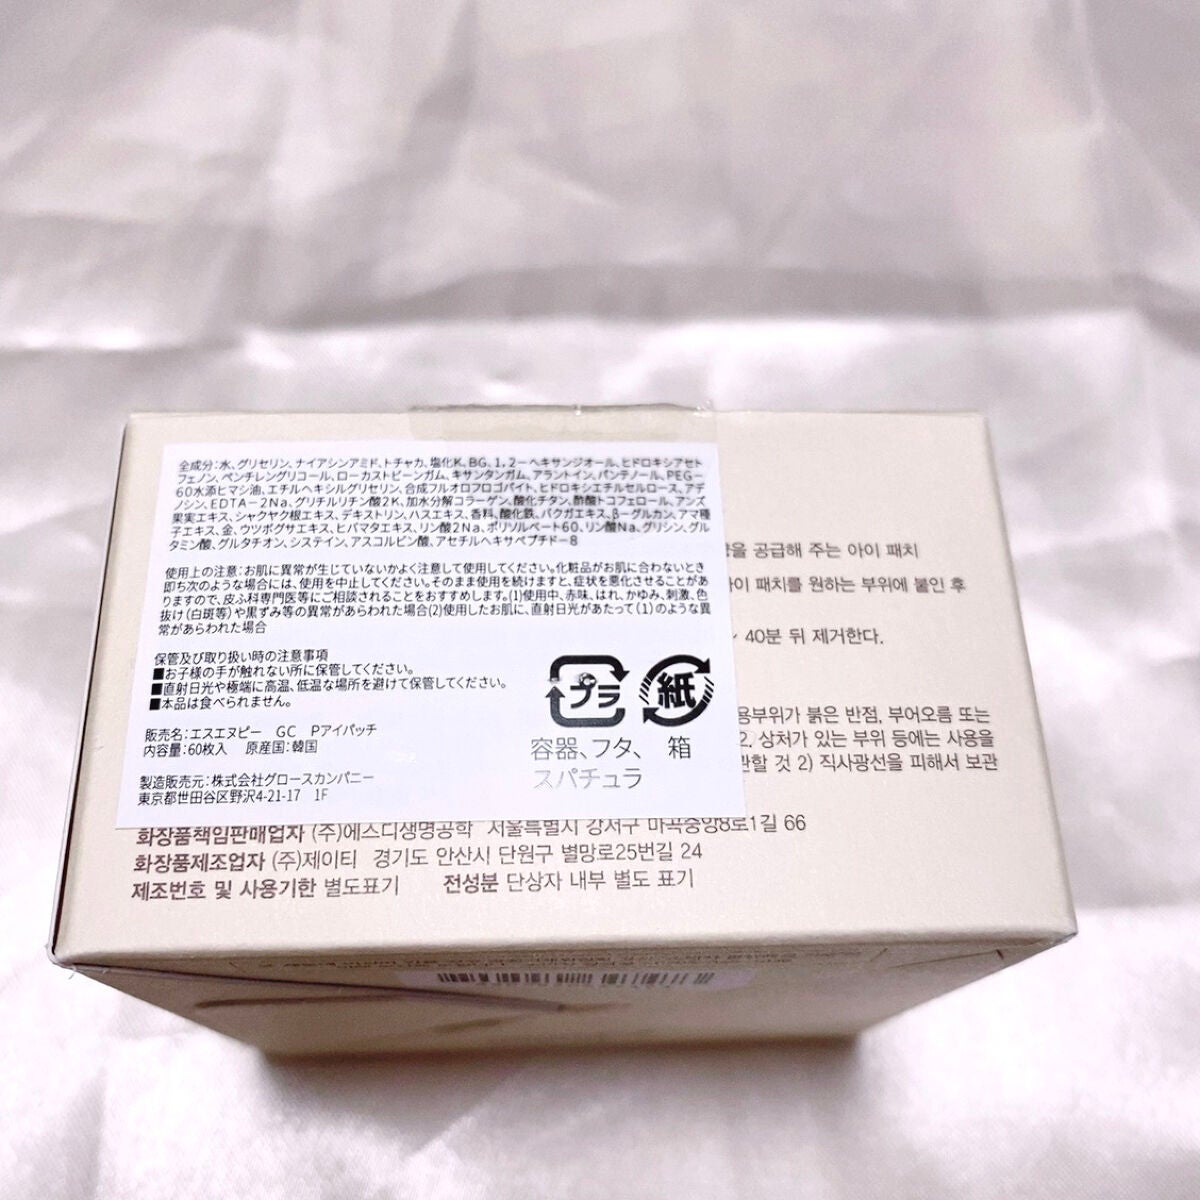 全成分:水、グリセリン、ナイアシンアミド、トチャカ、塩化K、BG、1,2-ヘキサンジオール、ヒドロキシアセト
フェノン、ペンチレングリコール、ローカストビーンガム、キサンタンガム、アラントイン、パンテノール、PEG-
60水添ヒマシ油、エチルヘキシルグリセリン、合成フルオロフロゴパイト、ヒドロキシエチルセルロース、アデ
ノシン、EDTA-2Na、グリチルリチン酸2K、加水分解コラーゲン、酸化チタン、酢酸トコフェロール、アンズ
果実エキス、シャクヤク根エキス、デキストリン、ハスエキス、香料、酸化鉄、バクガエキス、β-グルカン、アマ種
子エキス、金、ウツボグサエキス、ヒバマタエキス、リン酸2Na、ポリソルベート60、リン酸Na、グリシン、グル
タミン酸、グルタチオン、システイン、アスコルビン酸、アセチルヘキサペプチド-8
使用上の注意:お肌に異常が生じていないかよく注意して使用してください。化粧品がお肌に合わないとき
即ち次のような場合には、使用を中止してください。そのまま使用を続けますと、症状を悪化させることがあ
りますので、皮ふ科専門医等にご相談されることをおすすめします。(1)使用中、赤味、はれ、かゆみ、刺激、色
抜け(白斑等)や黒ずみ等の異常があらわれた場合(2)使用したお肌に、直射日光があたって(1)のような異
常があらわれた場合
保管及び取り扱い時の注意事項
■お子様の手が触れない所に保管してください。
■直射日光や極端に高温、低温な場所を避けて保管してください。
■本品は食べられません。
販売名:エスエヌピー GC Pアイパッチ
内容量:60枚入 原産国:韓国
製造販売元:株式会社グロースカンパニー
東京都世田谷区野沢4-21-17 1F
プラ 紙
容器、フタ、 箱
スパチュラ
을 공급해 주는 아이 패치
아이 패치를 원하는 부위에 붙인 후
~ 40분 뒤 제거한다.
용부위가 붉은 반점, 부어오름 또는
2. 상처가 있는 부위 등에는 사용을
관할 것 2) 직사광선을 피해서 보관
화장품책임판매업자 (주)에스디생명공학 서울특별시 강서구 마곡중앙8로1길 66
화장품제조업자 (주)제이티 경기도 안산시 단원구 별망로25번길 24
제조번호 및 사용기한 별도표기 전성분 단상자 내부 별도 표기